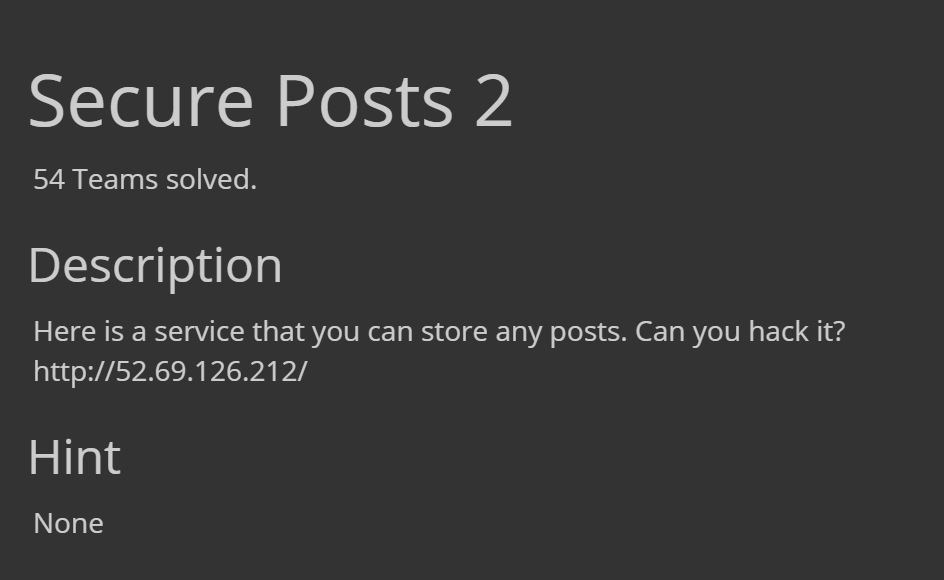 Secure Posts 2
54 Teams solved.
Description
Here is a service that you can store any posts. Can you hack it?
http://52.69.126.212/
Hint
None